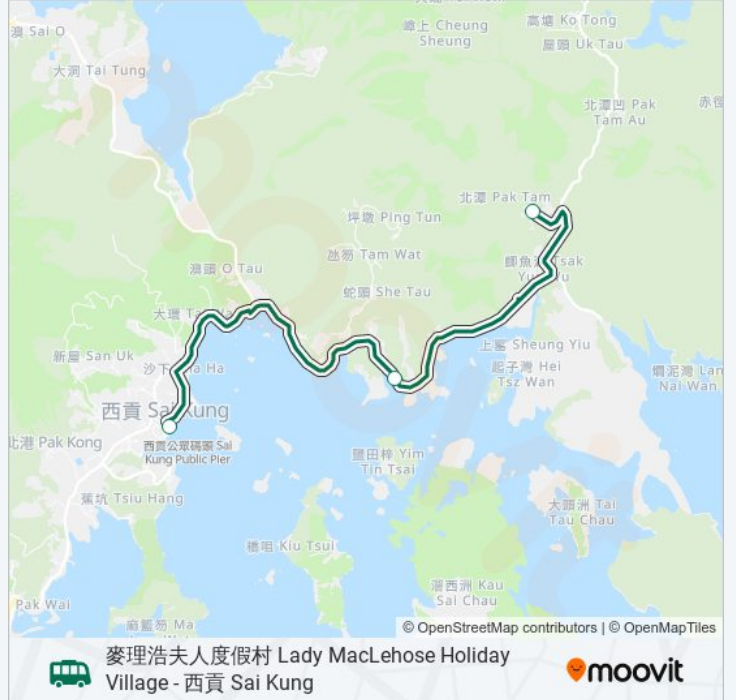 嶂上 Cheung
Sheung
高塘 Ko Tong
屋頭 Uk Tau
澳 Sai O
大洞 Tai Tung
北潭凹 Pak
Tam Au
赤徑
北潭 Pak Tam
坪墩 Ping Tun
氹笏 Tam Wat
澳頭 O Tau
蛇頭 She Tau
大環
新屋 San Uk
沙下 Ha
上窰 Sheung Yiu
起子灣 Hei
Tsz Wan
爛泥灣 Lan
Nai Wan
西貢 Sai Kung
北港 Pak Kong
西貢公眾碼頭 Sai
Kung Public Pier
鹽田梓 Yim
Tin Tsai
蕉坑 Tsiu Hang
大頭洲 Tai
Tau Chau
橋咀 Kiu Tsui
滘西洲 Kau
Sai Chau
Pak Wai
麻籃笏 Ma
© OpenStreetMap contributors | © OpenMapTiles
麥理浩夫人度假村 Lady MacLehose Holiday
Village - 西貢 Sai Kung
moovit